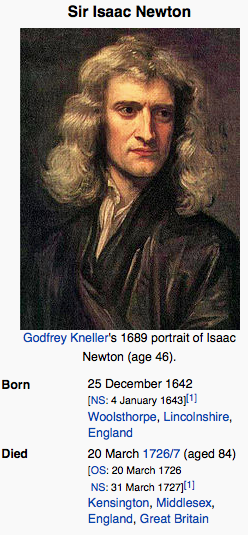 Sir Isaac Newton
Godfrey Kneller's 1689 portrait of Isaac
Newton (age 46).
Born 25 December 1642
[NS: 4 January 1643][1]
Woolsthorpe, Lincolnshire,
England
Died 20 March 1726/7 (aged 84)
[OS: 20 March 1726
NS: 31 March 1727][1]
Kensington, Middlesex,
England, Great Britain